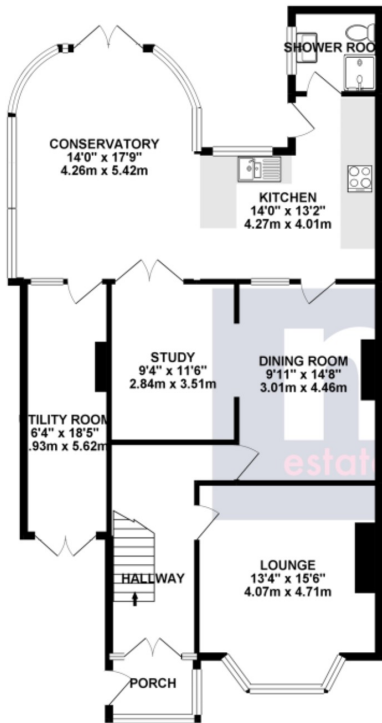 SHOWER ROO
CONSERVATORY
14'0" x 17'9"
4.26m x 5.42m
KITCHEN
14'0" x 13'2"
4.27m x 4.01m
STUDY
9'4" x 11'6"
2.84m x 3.51m
DINING ROOM
9'11" x 14'8"
3.01m x 4.46m
TILITY ROOM
6'4" x 18'5"
.93m x 5.62m
estat
LOUNGE
13'4" x 15'6"
4.07m x 4.71m
HALLWAY
PORCH